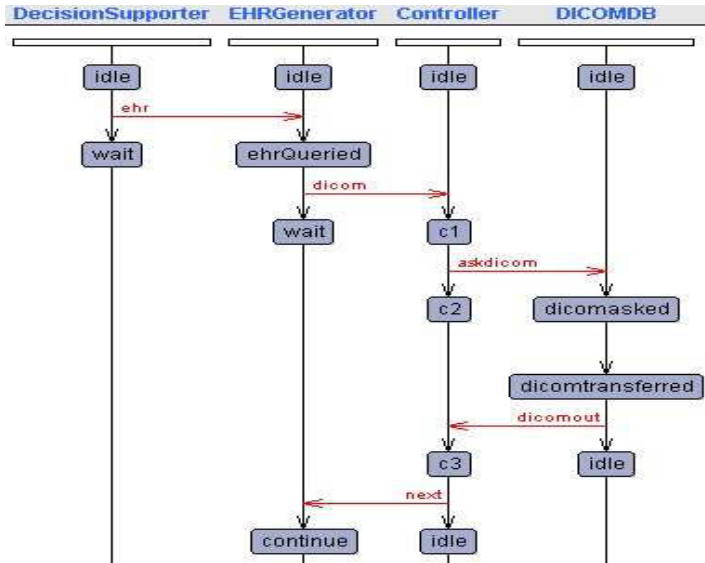 DecisionSupporter EHRGenerator Controller DICOMDB
idle idle idle idle
ehr
wait ehrQueried
dicom
wait c1
askdicom
c2 dicomasked
dicomtransferred
dicomout
c3 idle
next
continue idle